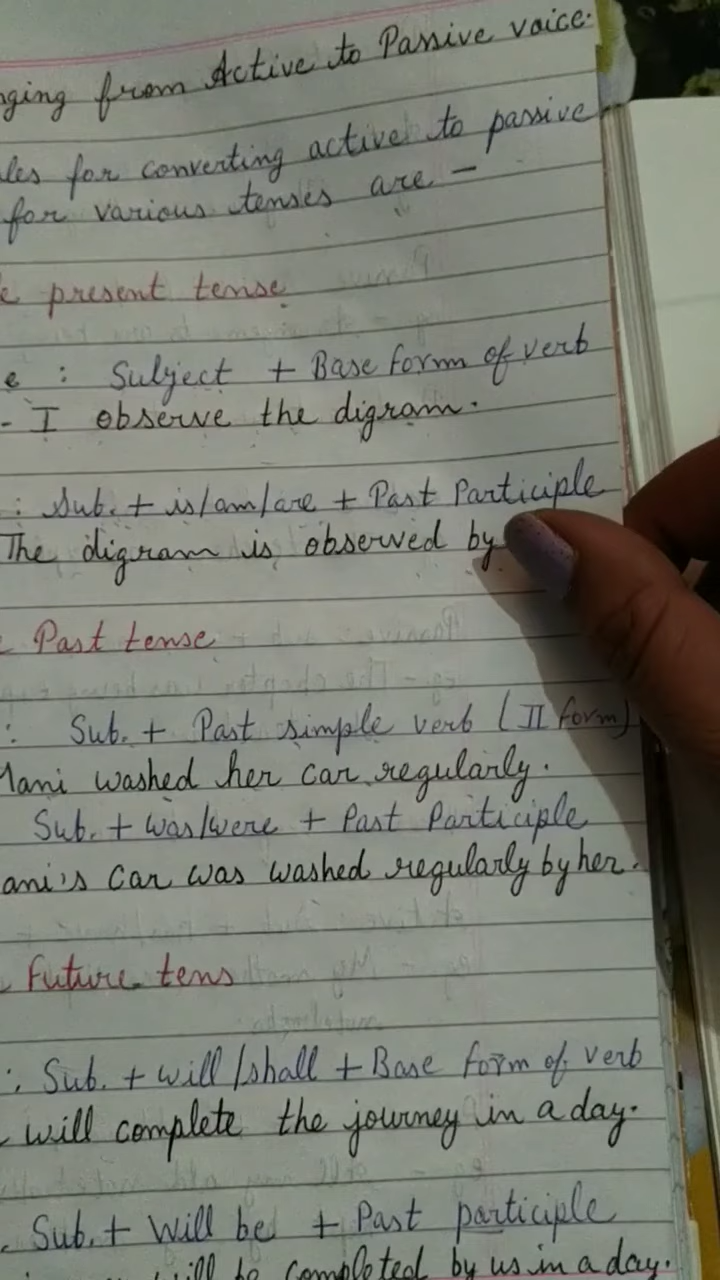 from Active to Passive voice.
for converting active to passive
for various tenses are -
present tense
: Subject + Base form of verb
- I observe the digram.
: Sub. + is/am/are + Past Participle
The digram is observed by
Past tense
: Sub. + Past simple verb (II form)
washed her car regularly.
Sub. + was/were + Past Participle
car was washed regularly by her.
Future tens
: Sub. + will/shall + Base form of verb
will complete the journey in a day.
Sub. + Will be + Past participle
completed by us in a day.